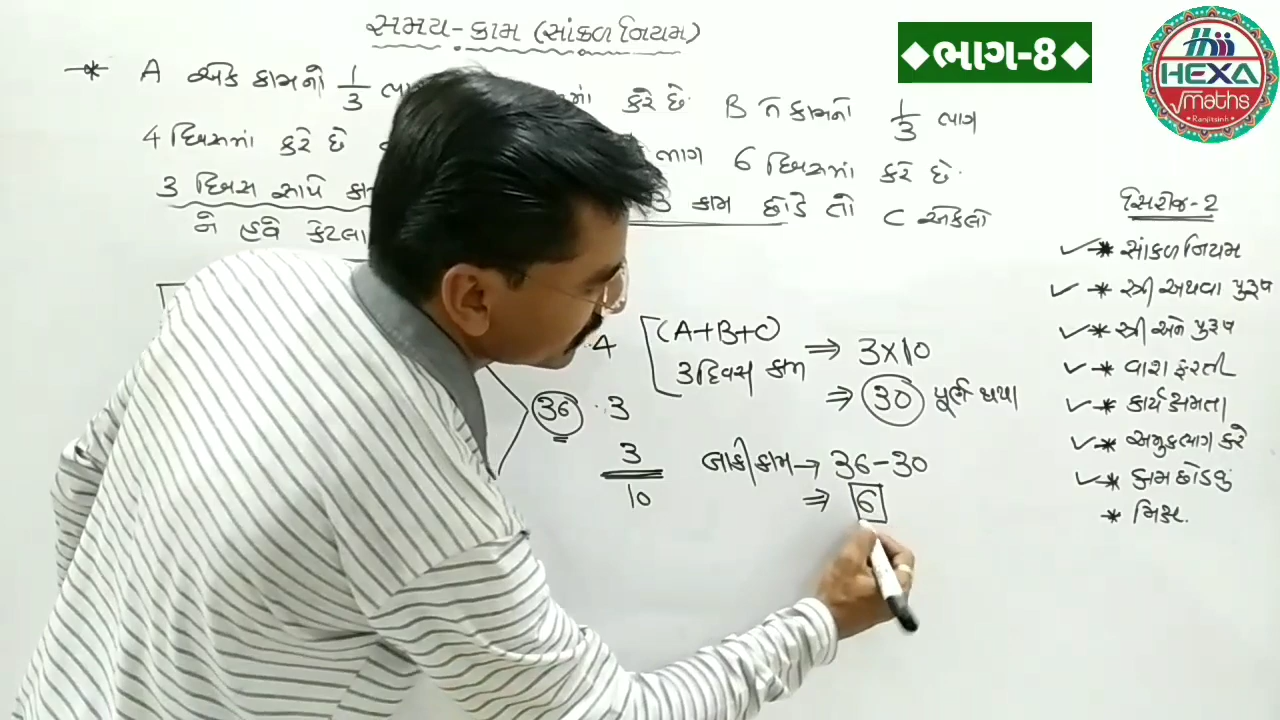 સમય-કામ (સાંકળ નિયમ)
◆ભાગ-8◆
HEXA
maths
Ranjitsinh
* A એક કામનો 1/3 કરે છે. B તે કામનો 1/3 ભાગ
4 દિવસમાં કરે છે ભાગ 6 દિવસમાં કરે છે.
3 દિવસ સાથે B કામ છોડે તો C એકલો
ને હવે કેટલા
4
36 3
3
10
(A+B+C)
3 દિવસ કામ
⇒ 3×10
⇒ 30 પૂર્ણ થયા
બાકી કામ → 36-30
⇒ 6
સિરીઝ-2
✓* સાંકળ નિયમ
✓* સ્ત્રી અથવા પુરૂષ
✓* સ્ત્રી અને પુરૂષ
✓* વારા ફરતી
✓* કાર્ય ક્ષમતા
✓* અમુક ભાગ કરે
✓* કામ છોડવું
* મિક્સ.